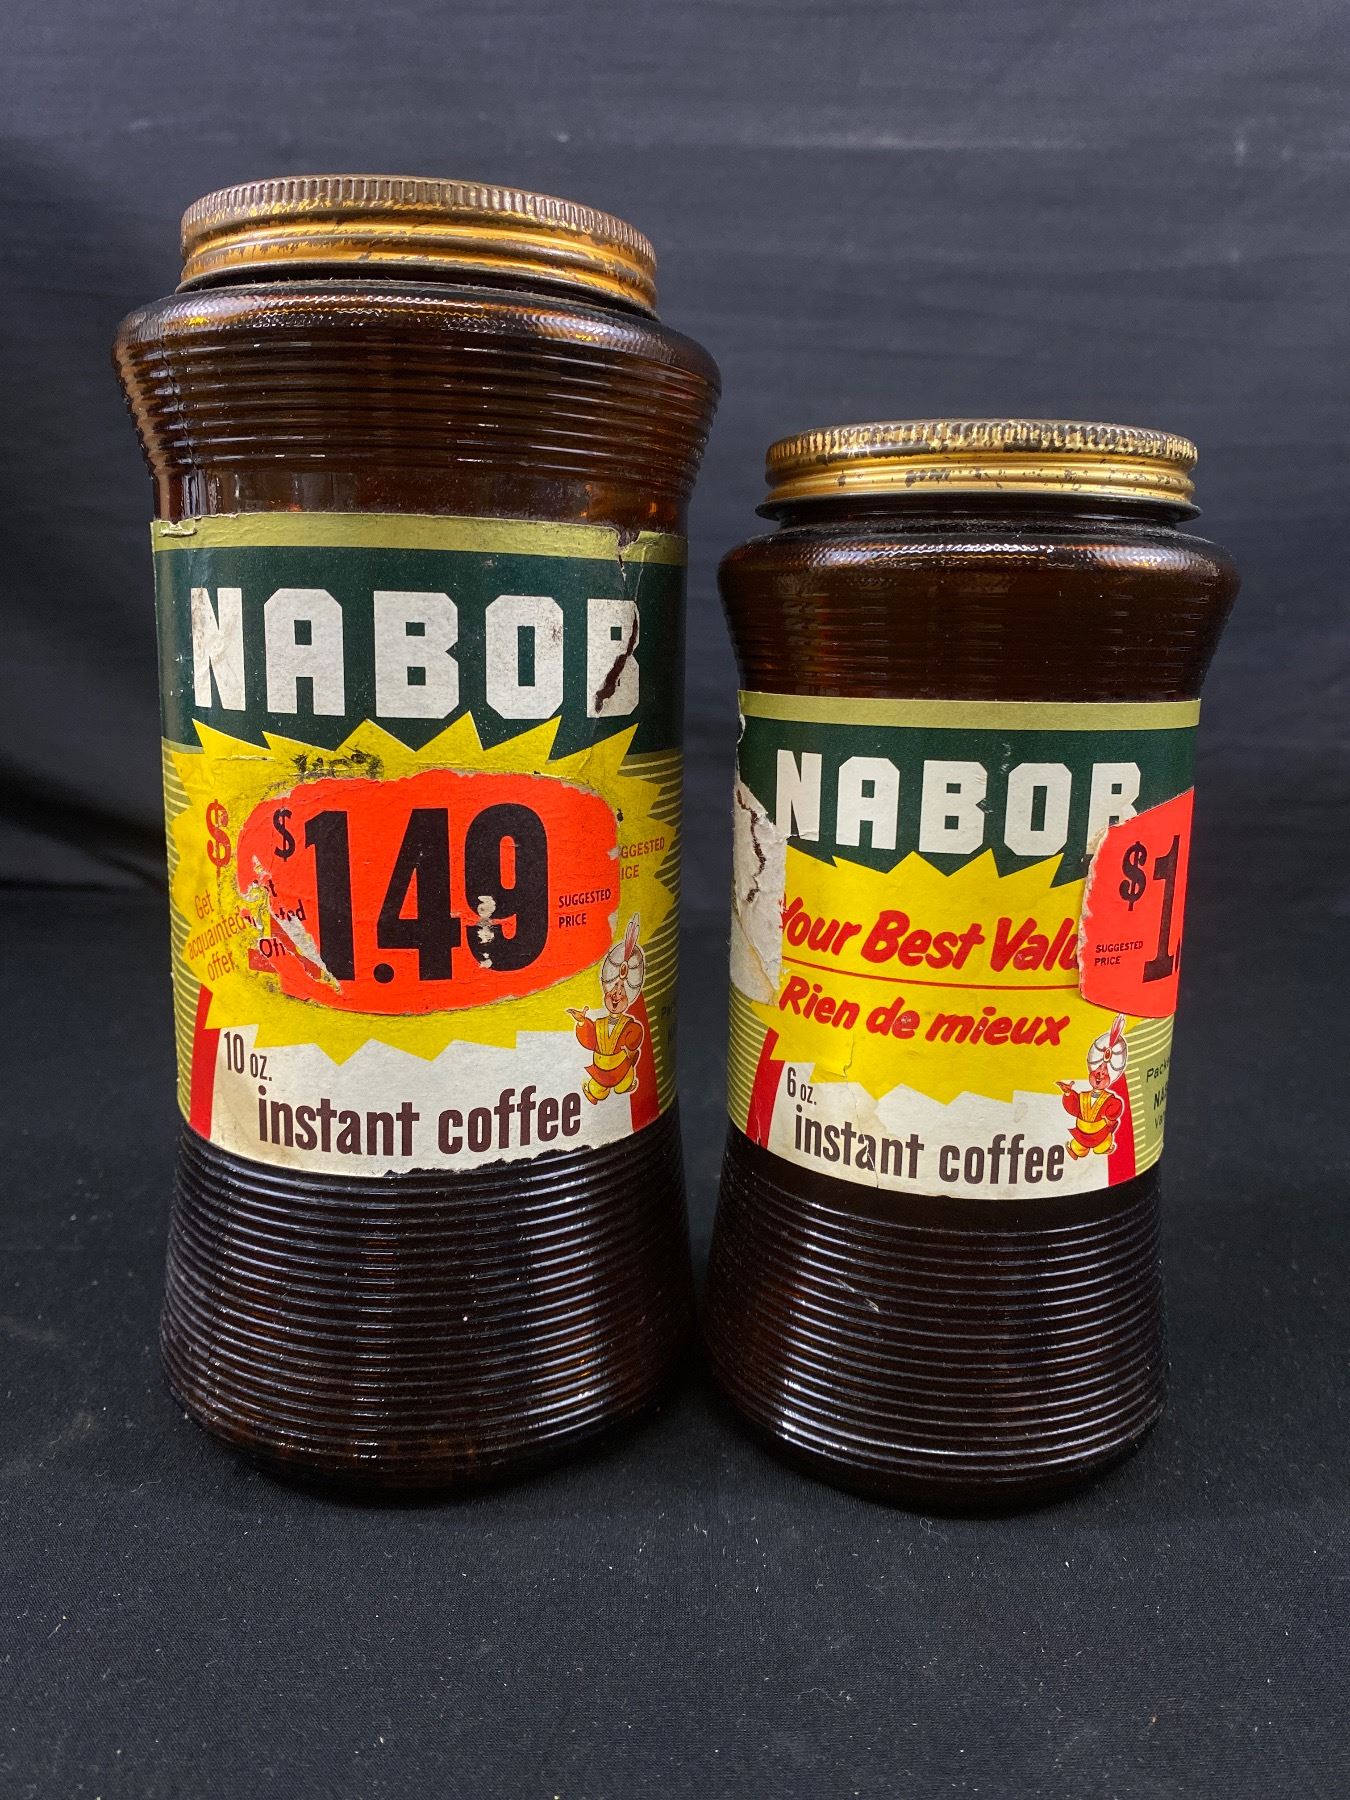 NABOB
$
$1.49
SUGGESTED
PRICE
Get
acquainted
offer
10 oz.
instant coffee
NABOB
Your Best
Rien de mieux
$1
SUGGESTED
PRICE
6 oz.
instant coffee